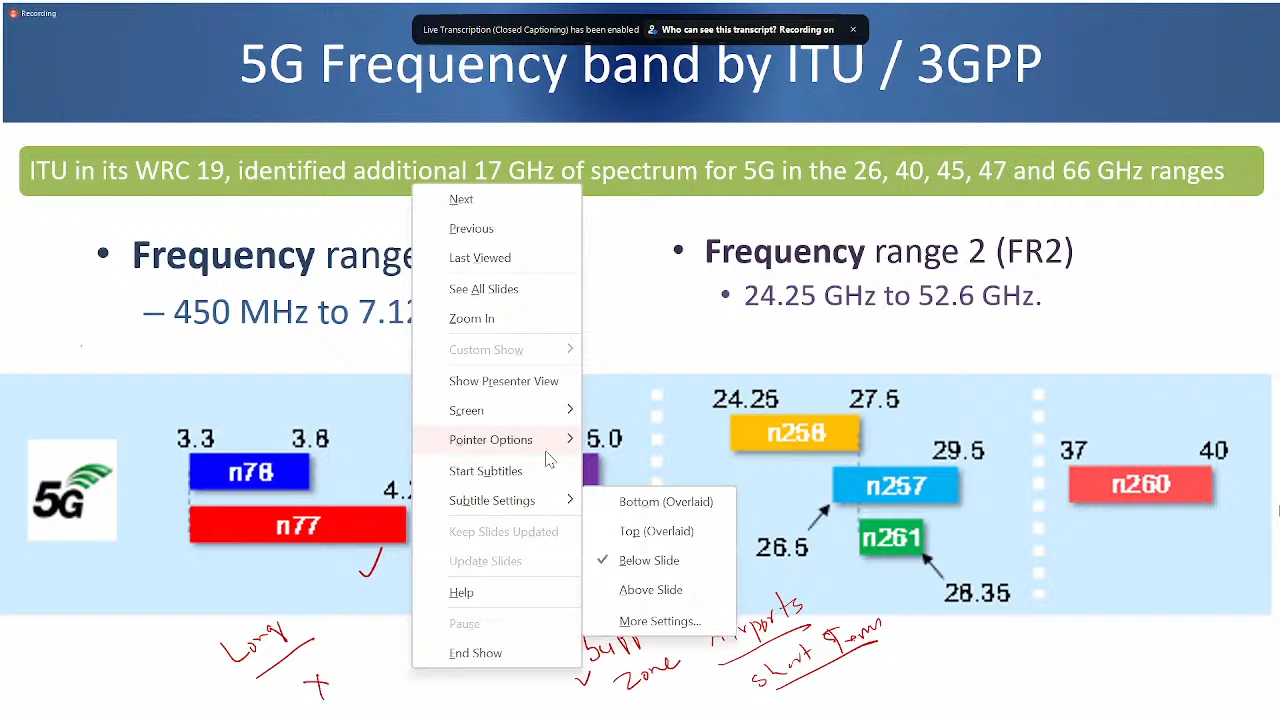 Recording
Live Transcription (Closed Captioning) has been enabled Who can see this transcript? Recording on
5G Frequency band by ITU / 3GPP
ITU in its WRC 19, identified additional 17 GHz of spectrum for 5G in the 26, 40, 45, 47 and 66 GHz ranges
• Frequency range
– 450 MHz to 7.12
• Frequency range 2 (FR2)
• 24.25 GHz to 52.6 GHz.
Next
Previous
Last Viewed
See All Slides
Zoom In
Custom Show
Show Presenter View
Screen
Pointer Options
Start Subtitles
Subtitle Settings
Keep Slides Updated
Update Slides
Help
Pause
End Show
Bottom (Overlaid)
Top (Overlaid)
Below Slide
Above Slide
More Settings...
5G
3.3 3.8
n78
4.2
n77
5.0
24.25 27.5
n258
29.5
n257
26.5
n261
28.35
37 40
n260
Long
x
Zone
short Term